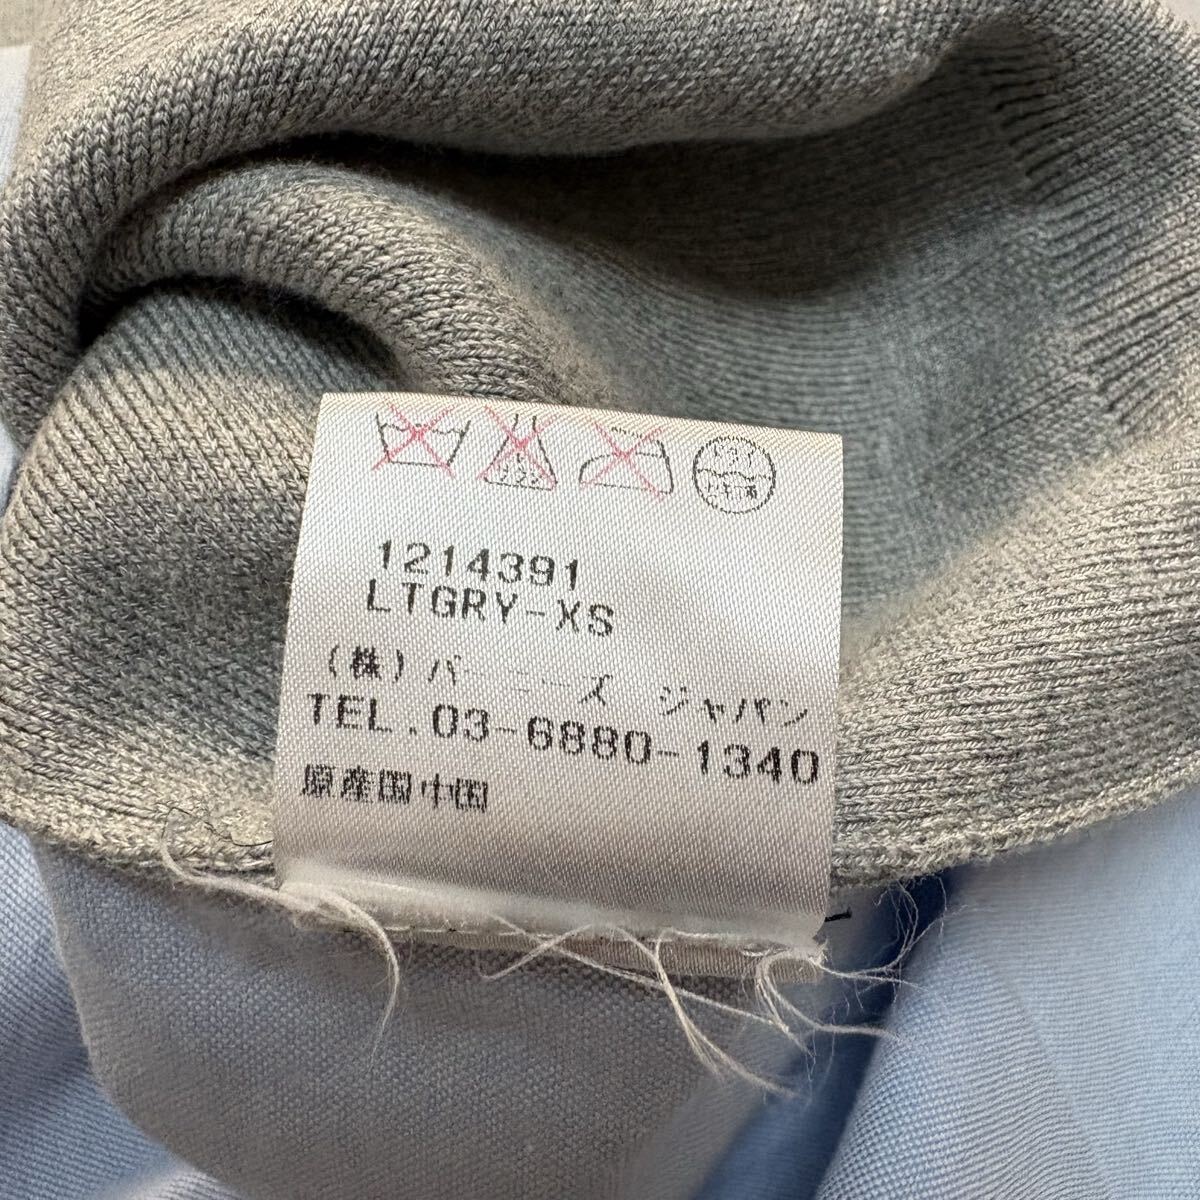 1214391
LTGRY-XS
(株)バーニーズ ジャパン
TEL.03-6880-1340
原産国中国